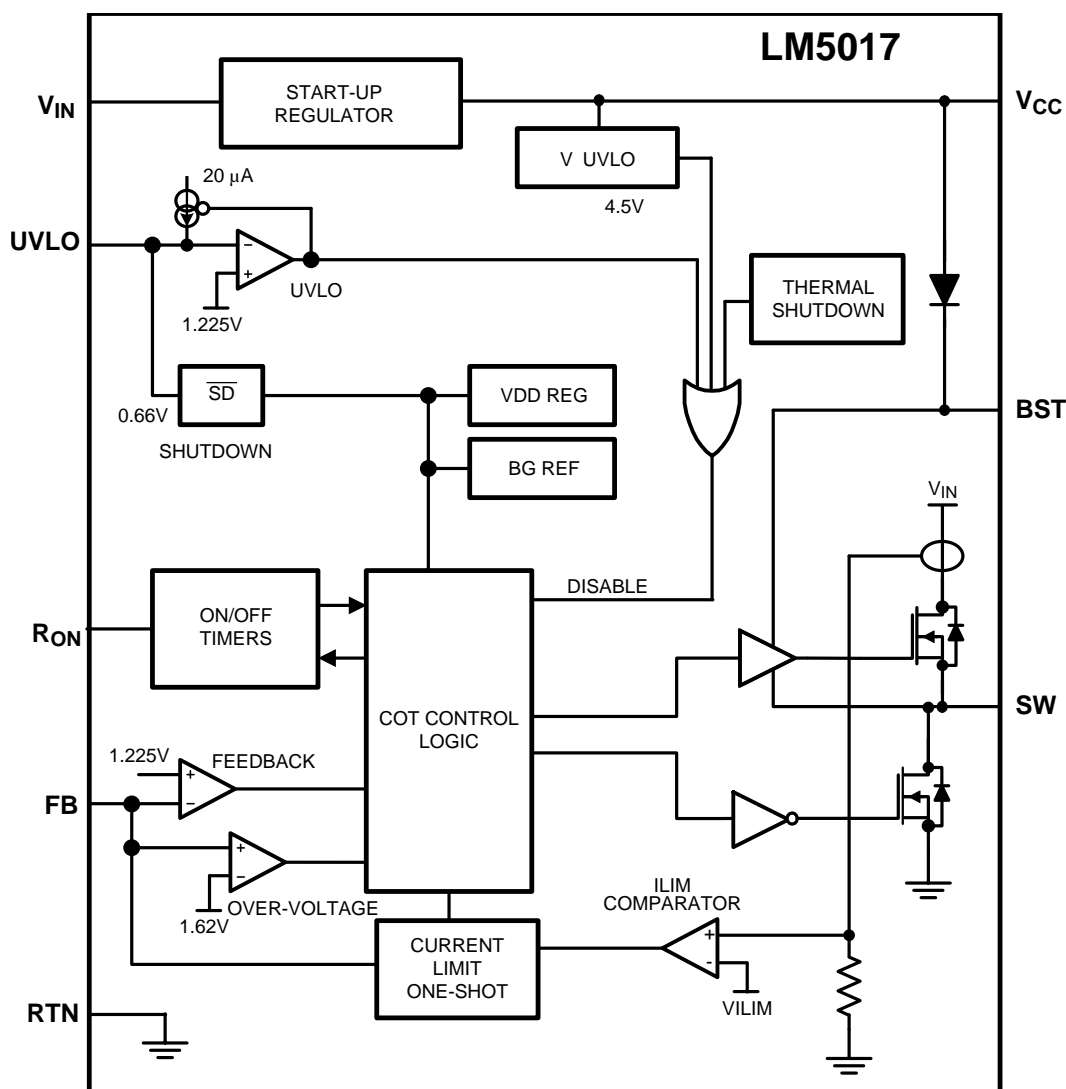 LM5017
START-UP
REGULATOR
VIN
VCC
V UVLO
4.5V
20 μA
UVLO
-
+
UVLO
1.225V
THERMAL
SHUTDOWN
SD
0.66V
SHUTDOWN
VDD REG
BG REF
BST
VIN
DISABLE
ON/OFF
TIMERS
RON
COT CONTROL
LOGIC
SW
1.225V
FEEDBACK
+
-
FB
+
-
1.62V
OVER-VOLTAGE
ILIM
COMPARATOR
+
-
VILIM
CURRENT
LIMIT
ONE-SHOT
RTN